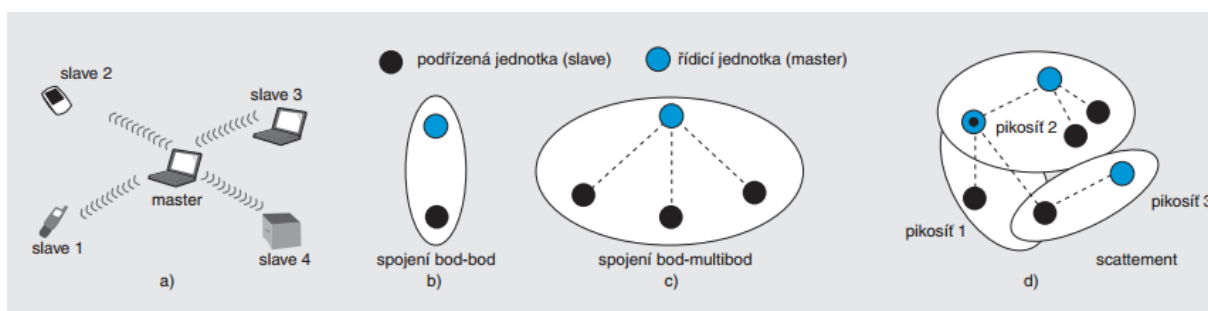 slave 2
slave 3
master
slave 1
slave 4
a)
podřízená jednotka (slave)
řídicí jednotka (master)
spojení bod-bod
b)
spojení bod-multibod
c)
pikosíť 2
pikosíť 1
pikosíť 3
scattement
d)